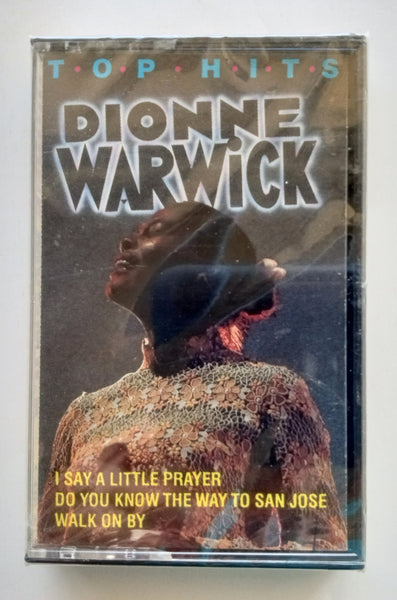 T•O•P•H•I•T•S
DIONNE
WARWiCK
I SAY A LITTLE PRAYER
DO YOU KNOW THE WAY TO SAN JOSE
WALK ON BY